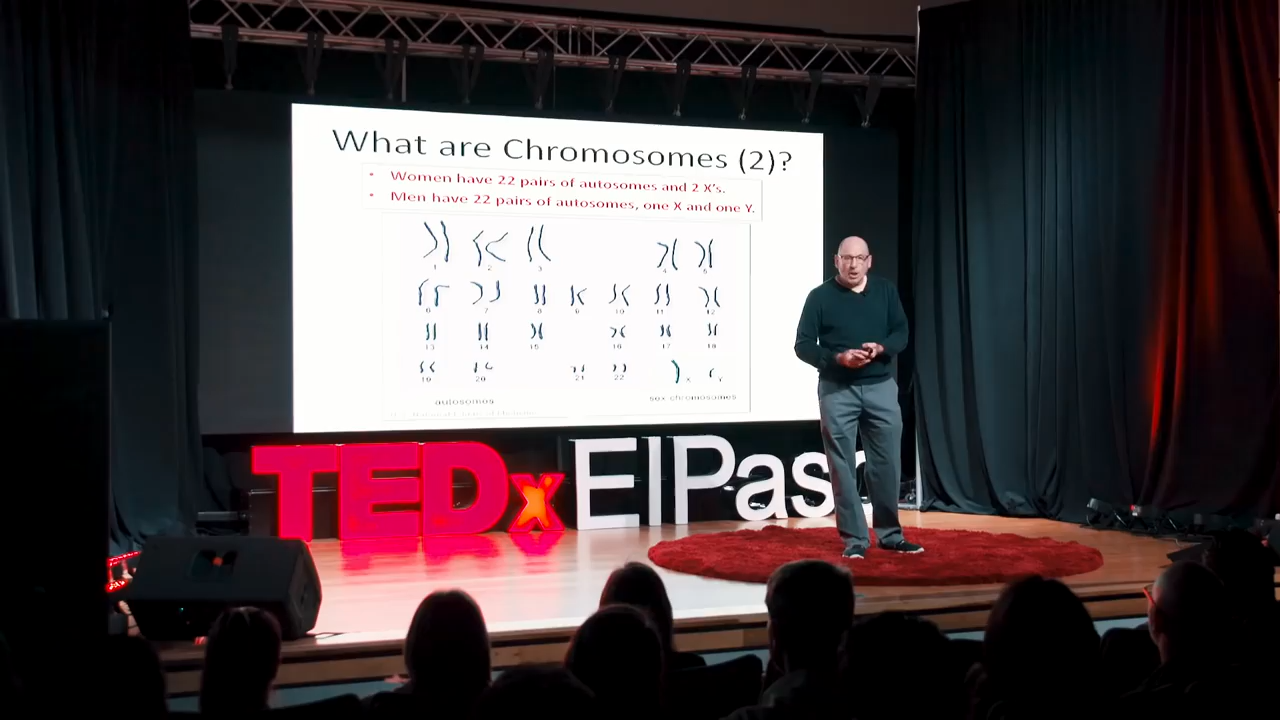 What are Chromosomes (2)?
• Women have 22 pairs of autosomes and 2 X's.
• Men have 22 pairs of autosomes, one X and one Y.
1 2 3 4 5
6 7 8 9 10 11 12
13 14 15 16 17 18
19 20 21 22 X Y
autosomes sex chromosomes
TEDxElPaso